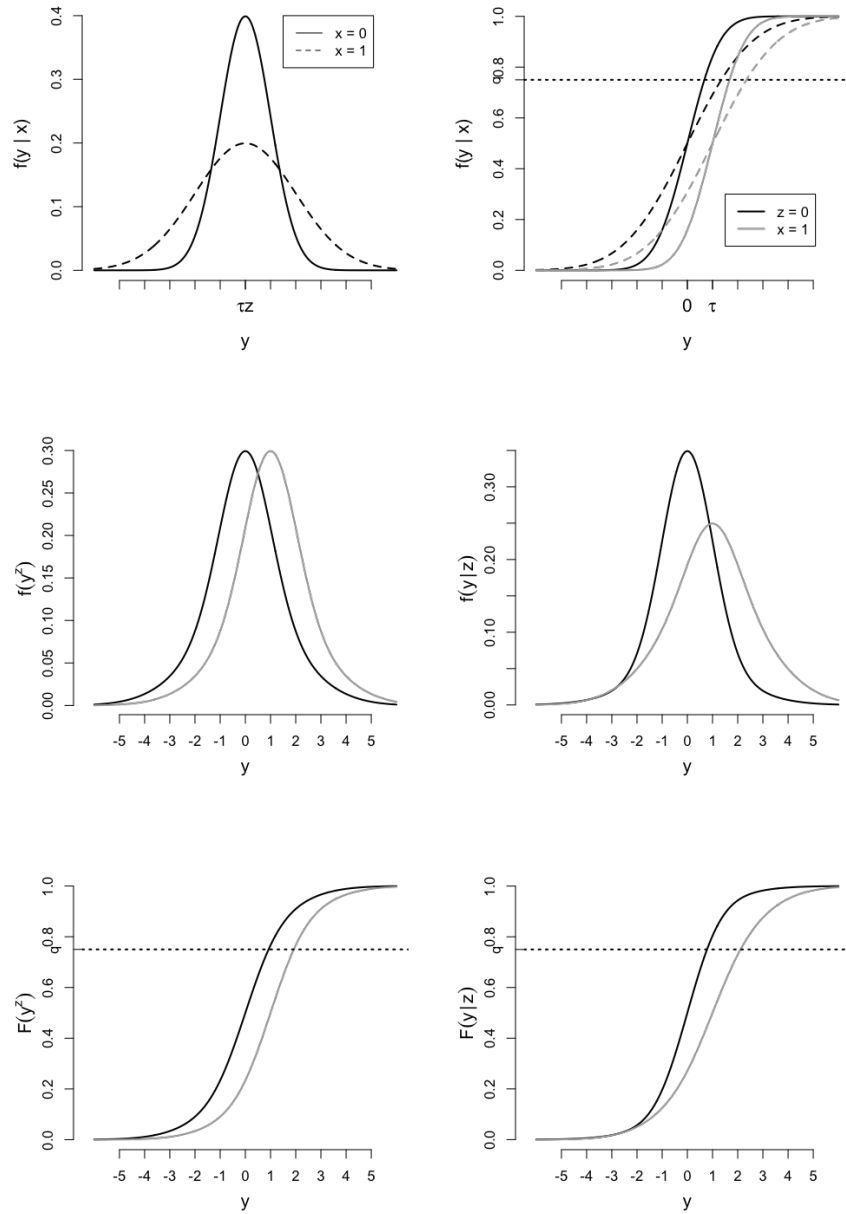 f(y | x)
0.0 0.1 0.2 0.3 0.4
x = 0
x = 1
τz
y
f(y | x)
0.0 0.2 0.4 0.6 0.8 1.0
q
z = 0
x = 1
0 τ
y
f(y^z)
0.00 0.05 0.10 0.15 0.20 0.25 0.30
-5 -4 -3 -2 -1 0 1 2 3 4 5
y
f(y | z)
0.00 0.10 0.20 0.30
-5 -4 -3 -2 -1 0 1 2 3 4 5
y
F(y^z)
0.0 0.2 0.4 0.6 0.8 1.0
q
-5 -4 -3 -2 -1 0 1 2 3 4 5
y
F(y | z)
0.0 0.2 0.4 0.6 0.8 1.0
q
-5 -4 -3 -2 -1 0 1 2 3 4 5
y